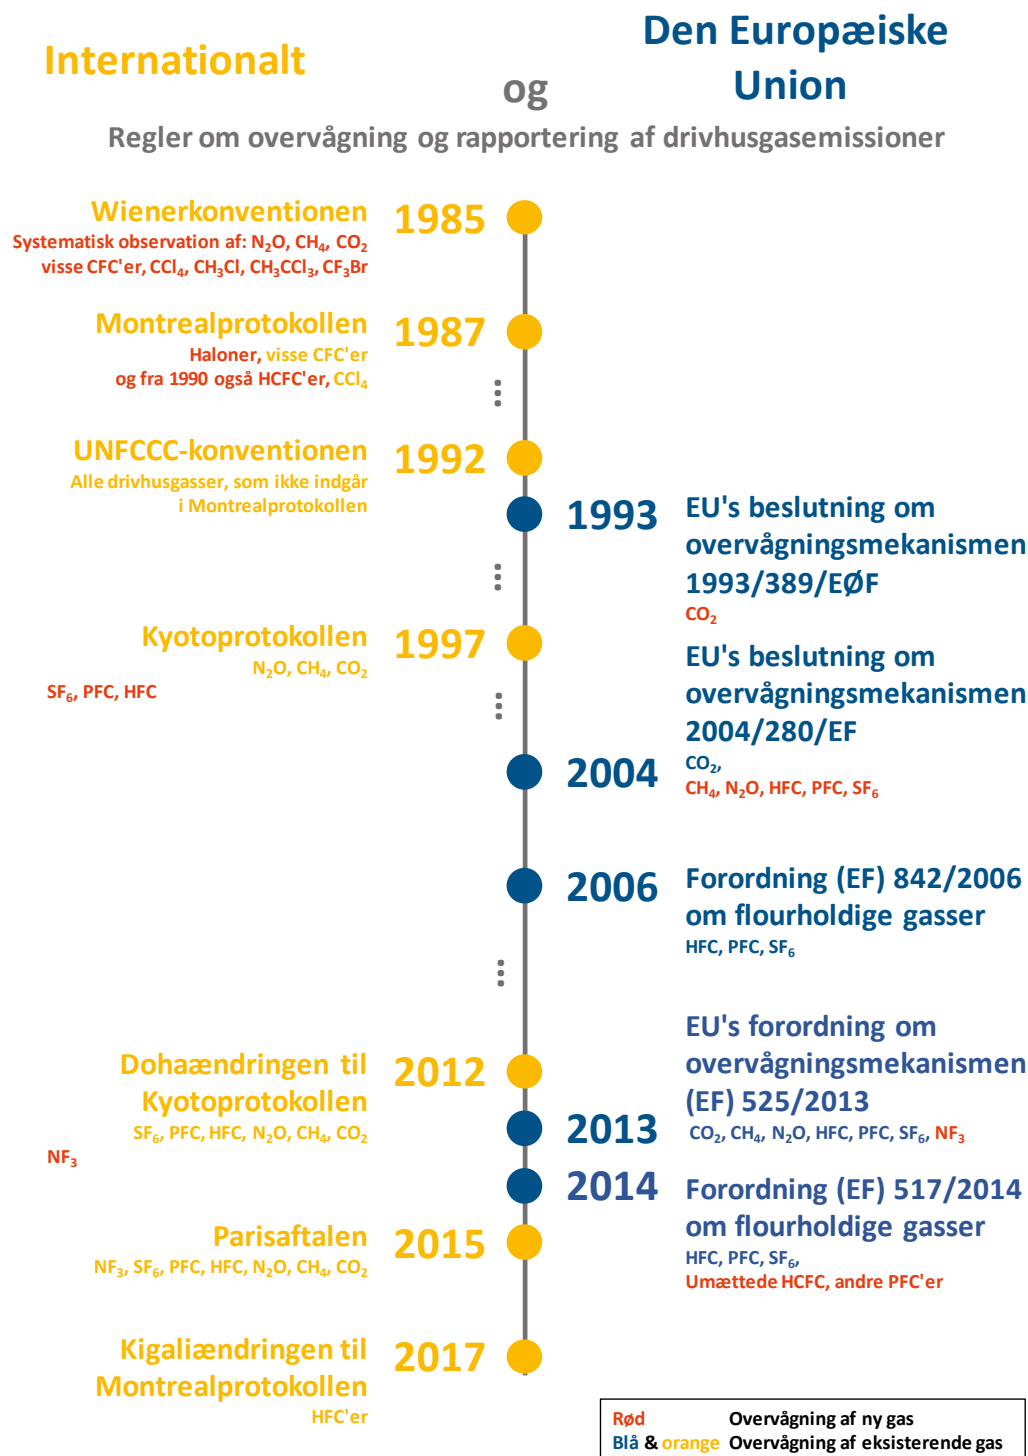 Internationalt
og
Den Europæiske
Union
Regler om overvågning og rapportering af drivhusgasemissioner
Wienerkonventionen
1985
Systematisk observation af: N₂O, CH₄, CO₂
visse CFC'er, CCl₄, CH₃Cl, CH₃CCl₃, CF₃Br
Montrealprotokollen
1987
Haloner, visse CFC'er
og fra 1990 også HCFC'er, CCl₄
UNFCCC-konventionen
1992
Alle drivhusgasser, som ikke indgår
i Montrealprotokollen
1993
EU's beslutning om
overvågningsmekanismen
1993/389/EØF
CO₂
Kyotoprotokollen
1997
N₂O, CH₄, CO₂
SF₆, PFC, HFC
EU's beslutning om
overvågningsmekanismen
2004/280/EF
2004
CO₂,
CH₄, N₂O, HFC, PFC, SF₆
2006
Forordning (EF) 842/2006
om flourholdige gasser
HFC, PFC, SF₆
Dohaændringen til
Kyotoprotokollen
2012
SF₆, PFC, HFC, N₂O, CH₄, CO₂
NF₃
EU's forordning om
overvågningsmekanismen
(EF) 525/2013
2013
CO₂, CH₄, N₂O, HFC, PFC, SF₆, NF₃
2014
Forordning (EF) 517/2014
om flourholdige gasser
HFC, PFC, SF₆,
Umættede HCFC, andre PFC'er
Parisaftalen
2015
NF₃, SF₆, PFC, HFC, N₂O, CH₄, CO₂
Kigaliændringen til
Montrealprotokollen
2017
HFC'er
Rød Overvågning af ny gas
Blå & orange Overvågning af eksisterende gas